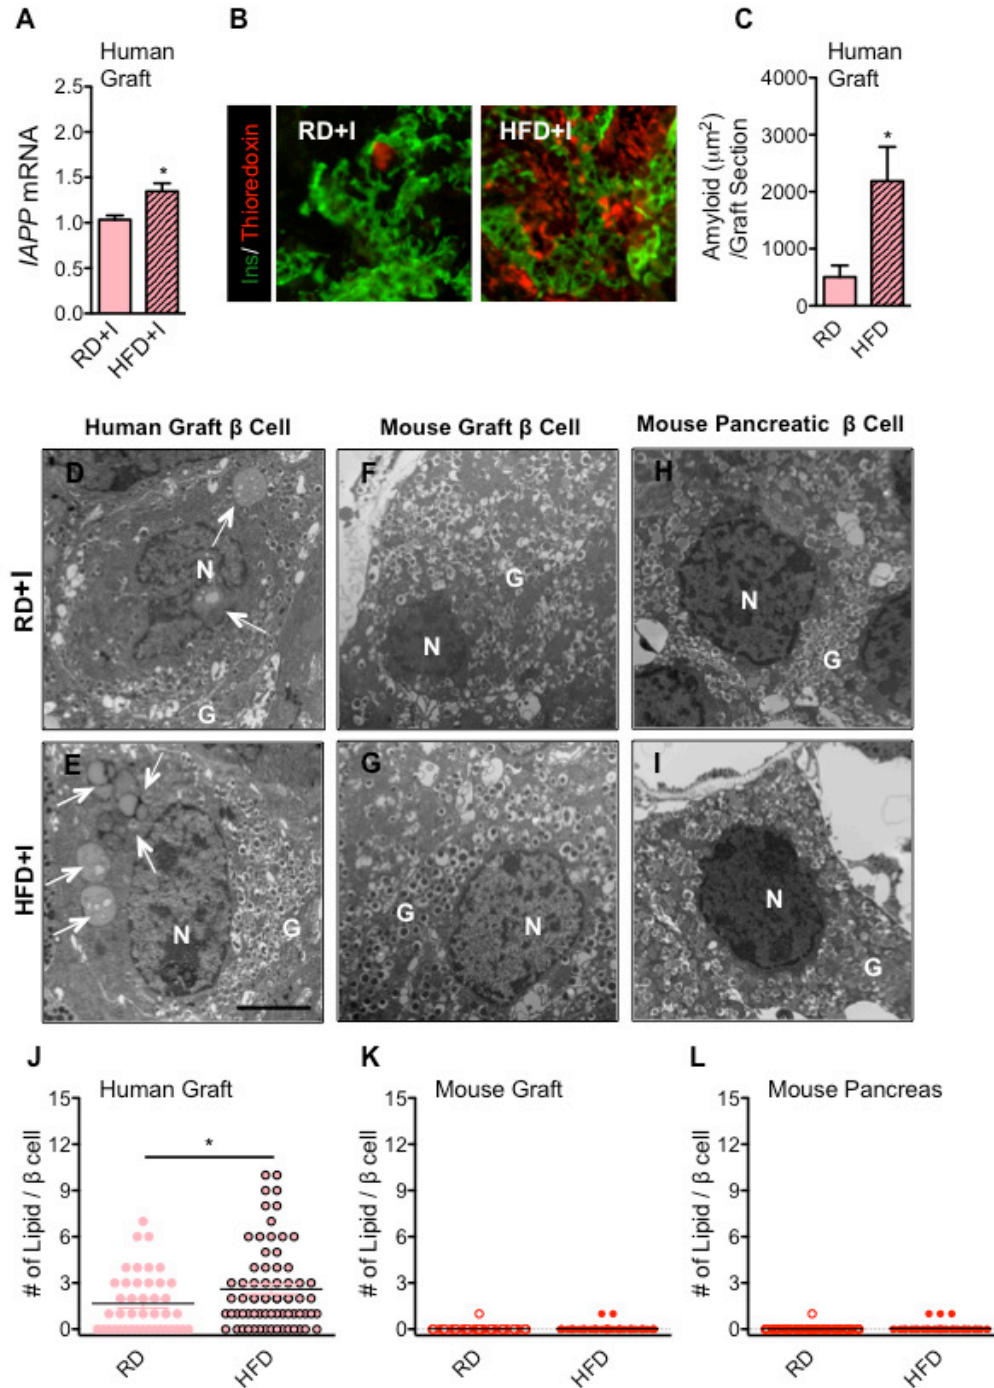 A
Human
Graft
IAPP mRNA
2.5
2.0
1.5
1.0
0.5
0.0
*
RD+I
HFD+I
B
Ins/ Thioredoxin
RD+I
HFD+I
C
Human
Graft
Amyloid (μm²)
/Graft Section
4000
3000
2000
1000
0
*
RD
HFD
Human Graft β Cell
Mouse Graft β Cell
Mouse Pancreatic β Cell
RD+I
D
N
G
F
G
N
H
N
G
HFD+I
E
N
G
G
G
N
I
N
G
J
Human Graft
# of Lipid / β cell
15
12
9
6
3
0
*
RD
HFD
K
Mouse Graft
# of Lipid / β cell
15
12
9
6
3
0
RD
HFD
L
Mouse Pancreas
# of Lipid / β cell
15
12
9
6
3
0
RD
HFD